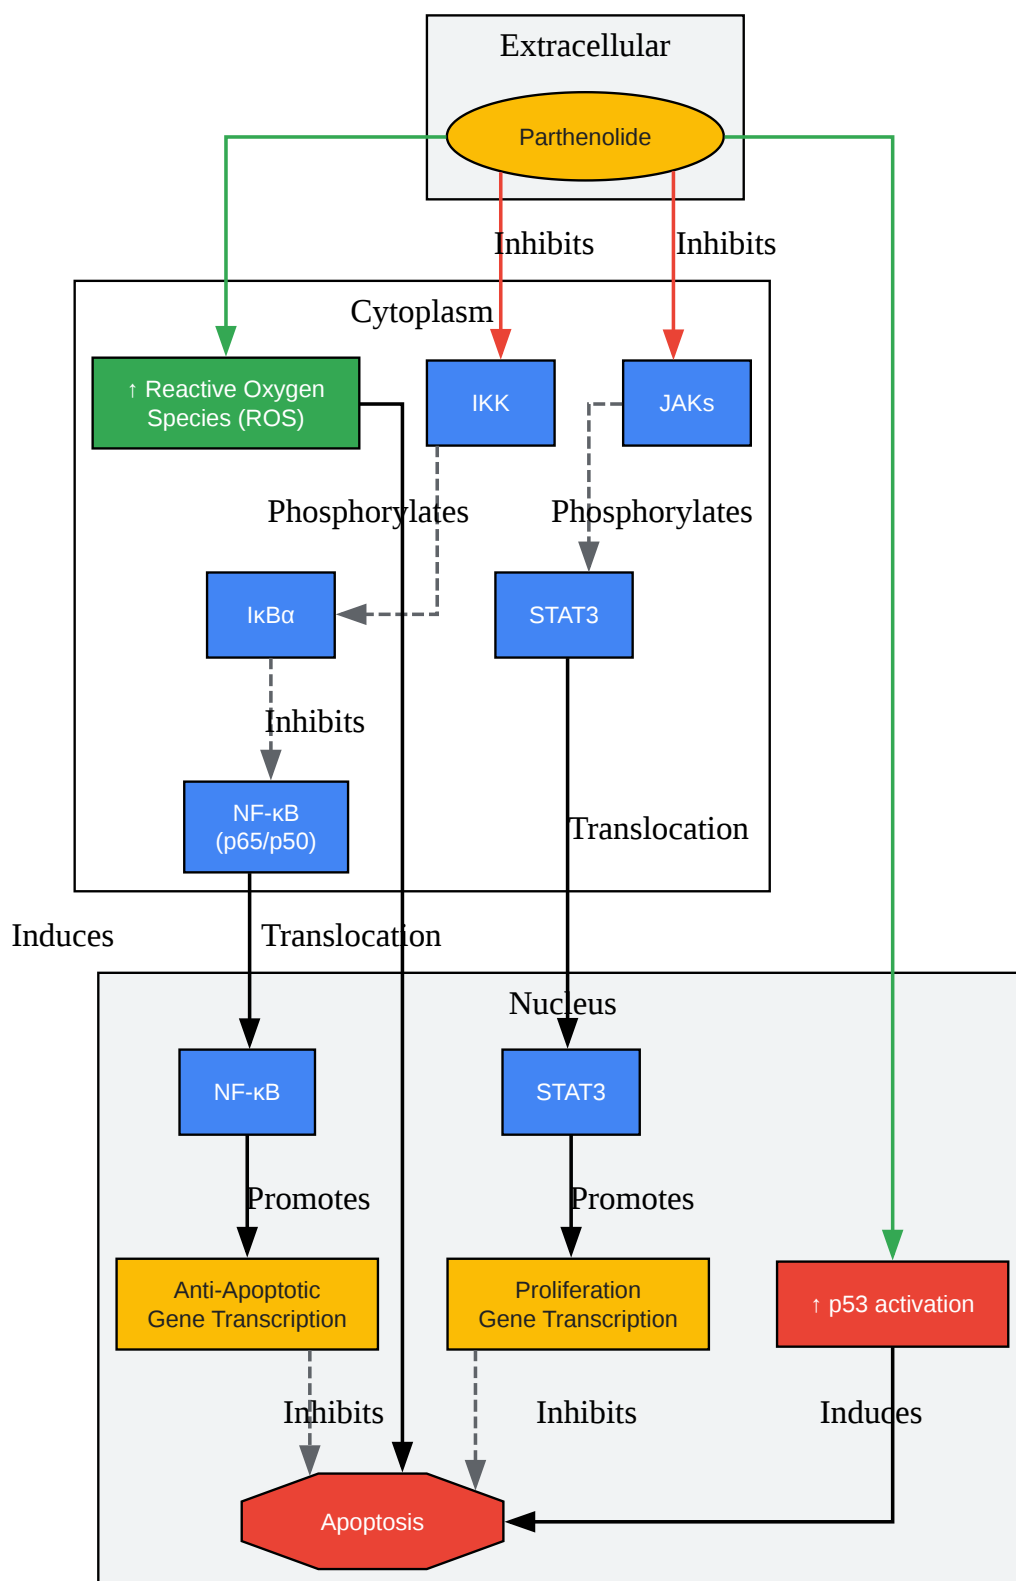 Extracellular
Parthenolide
Inhibits
Inhibits
Cytoplasm
↑ Reactive Oxygen
Species (ROS)
IKK
JAKs
Phosphorylates
Phosphorylates
IκBα
STAT3
Inhibits
NF-κB
(p65/p50)
Translocation
Induces
Translocation
Nucleus
NF-κB
STAT3
Promotes
Promotes
Anti-Apoptotic
Gene Transcription
Proliferation
Gene Transcription
↑ p53 activation
Inhibits
Inhibits
Induces
Apoptosis